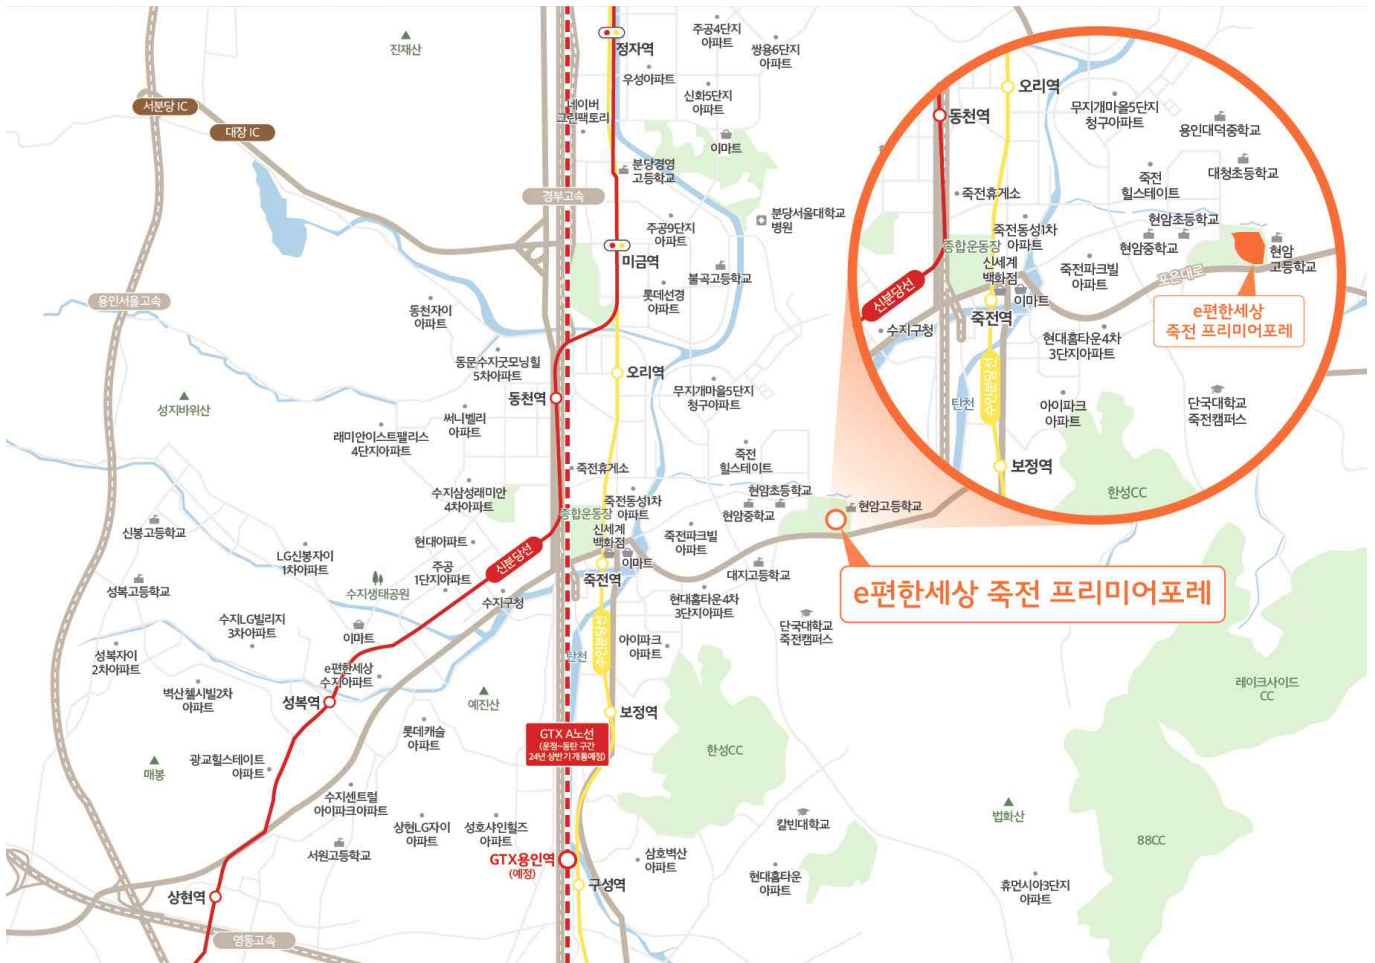 진재산
서분당 IC
대장 IC
정자역
주공4단지
아파트
쌍용6단지
아파트
우성아파트
신화5단지
아파트
네이버
그린팩토리
이마트
분당경영
고등학교
경부고속
분당서울대학교
병원
주공9단지
아파트
미금역
불곡고등학교
롯데선경
아파트
용인서울고속
동천자이
아파트
동문수지굿모닝힐
5차아파트
오리역
동천역
무지개마을5단지
청구아파트
성지바위산
써니벨리
아파트
래미안이스트팰리스
4단지아파트
죽전휴게소
죽전
힐스테이트
수지삼성래미안
4차아파트
종합운동장
죽전동성1차
아파트
신세계
백화점
이마트
현암초등학교
현암중학교
현암고등학교
죽전파크빌
아파트
신봉고등학교
현대아파트
LG신봉자이
1차아파트
주공
1단지아파트
신분당선
죽전역
대지고등학교
성복고등학교
수지생태공원
수지구청
현대홈타운4차
3단지아파트
e편한세상 죽전 프리미어포레
수지LG빌리지
3차아파트
이마트
단국대학교
죽전캠퍼스
수인분당선
아이파크
아파트
탄천
성복자이
2차아파트
e편한세상
수지아파트
벽산첼시빌2차
아파트
성복역
예진산
보정역
레이크사이드
CC
롯데캐슬
아파트
GTX A노선
(운정~동탄 구간
24년 상반기 개통예정)
한성CC
매봉
광교힐스테이트
아파트
수지센트럴
아이파크아파트
상현LG자이
아파트
성호샤인힐즈
아파트
칼빈대학교
법화산
88CC
서원고등학교
GTX용인역
(예정)
삼호벽산
아파트
구성역
현대홈타운
아파트
휴먼시아3단지
아파트
상현역
영동고속
오리역
동천역
무지개마을5단지
청구아파트
용인대덕중학교
대청초등학교
죽전
힐스테이트
죽전휴게소
현암초등학교
현암중학교
죽전동성1차
아파트
종합운동장
신세계
백화점
현암
고등학교
죽전파크빌
아파트
포은대로
이마트
신분당선
e편한세상
죽전 프리미어포레
죽전역
수지구청
현대홈타운4차
3단지아파트
수인분당선
탄천
아이파크
아파트
단국대학교
죽전캠퍼스
보정역
한성CC